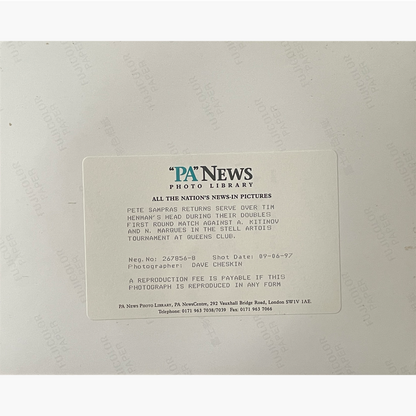 "PA" NEWS
PHOTO LIBRARY
ALL THE NATION'S NEWS-IN PICTURES
PETE SAMPRAS RETURNS SERVE OVER TIM
HENMAN'S HEAD DURING THEIR DOUBLES
FIRST ROUND MATCH AGAINST A. KITINOV
AND N. MARQUES IN THE STELL ARTOIS
TOURNAMENT AT QUEENS CLUB.
Neg.No: 267856-8 Shot Date: 09-06-97
Photographer: DAVE CHESKIN
A REPRODUCTION FEE IS PAYABLE IF THIS
PHOTOGRAPH IS REPRODUCED IN ANY FORM
PA NEWS PHOTO LIBRARY, PA NEWSCentre, 292 Vauxhall Bridge Road, London SW1V 1AE.
Telephone: 0171 963 7038/7039 Fax: 0171 963 7066